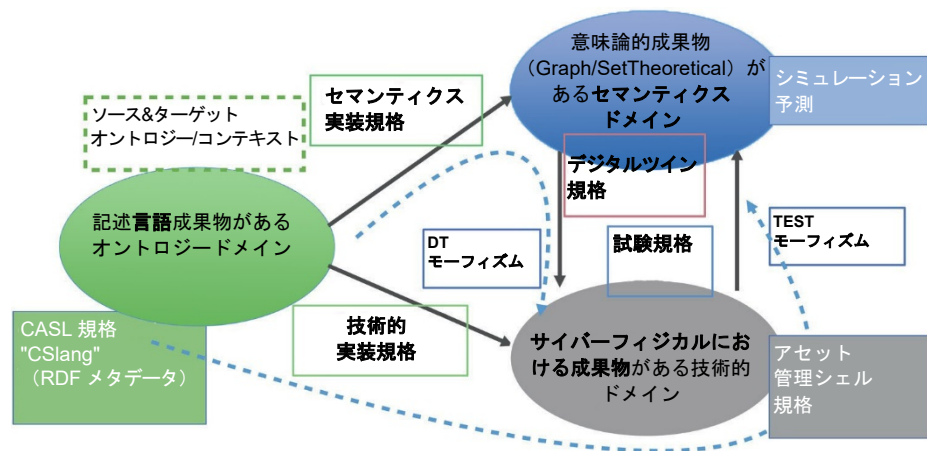 意味論的成果物
（Graph/SetTheoretical）が
あるセマンティクス
ドメイン
シミュレーション
予測
セマンティクス
実装規格
ソース&ターゲット
オントロジー/コンテキスト
デジタルツイン
規格
記述言語成果物がある
オントロジードメイン
DT
モーフィズム
試験規格
TEST
モーフィズム
技術的
実装規格
CASL 規格
"CSlang"
（RDF メタデータ）
サイバーフィジカルにお
ける成果物がある技術的
ドメイン
アセット
管理シェル
規格